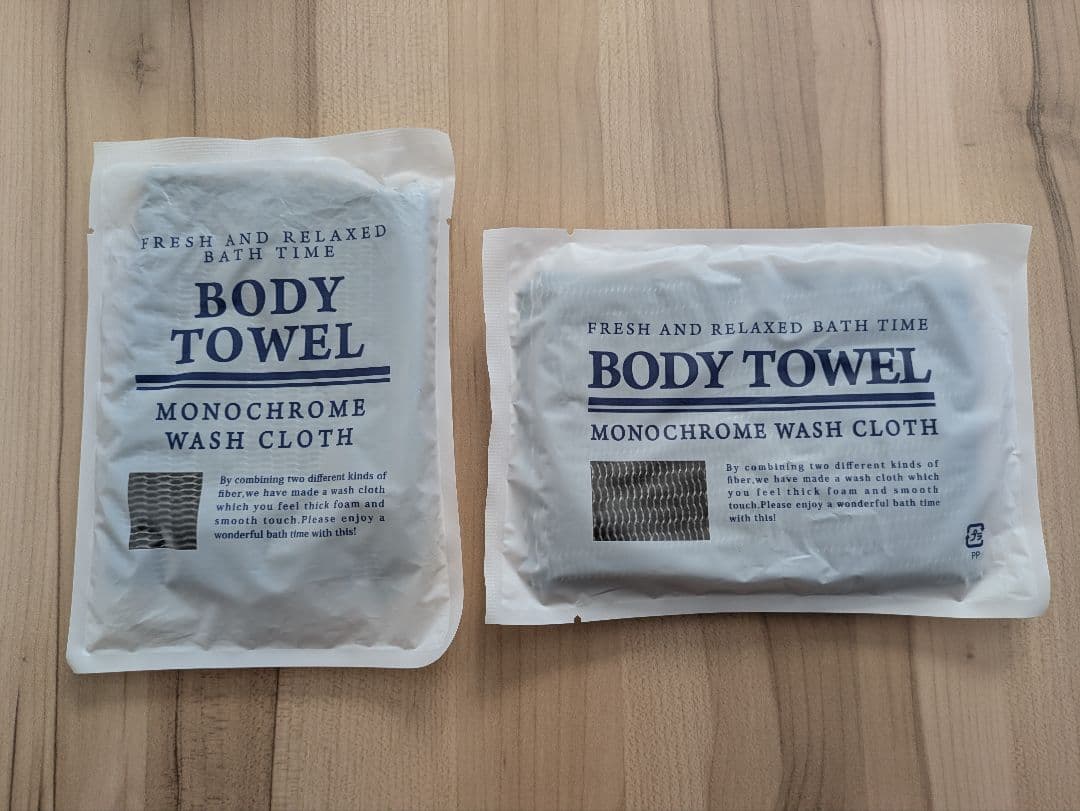 FRESH AND RELAXED
BATH TIME
BODY
TOWEL
MONOCHROME
WASH CLOTH
By combining two different kinds of
fiber,we have made a wash cloth
which you feel thick foam and
smooth touch.Please enjoy a
wonderful bath time with this!
FRESH AND RELAXED BATH TIME
BODY TOWEL
MONOCHROME WASH CLOTH
By combining two different kinds of
fiber,we have made a wash cloth which
you feel thick foam and smooth
touch.Please enjoy a wonderful bath time
with this!
プラ
PP